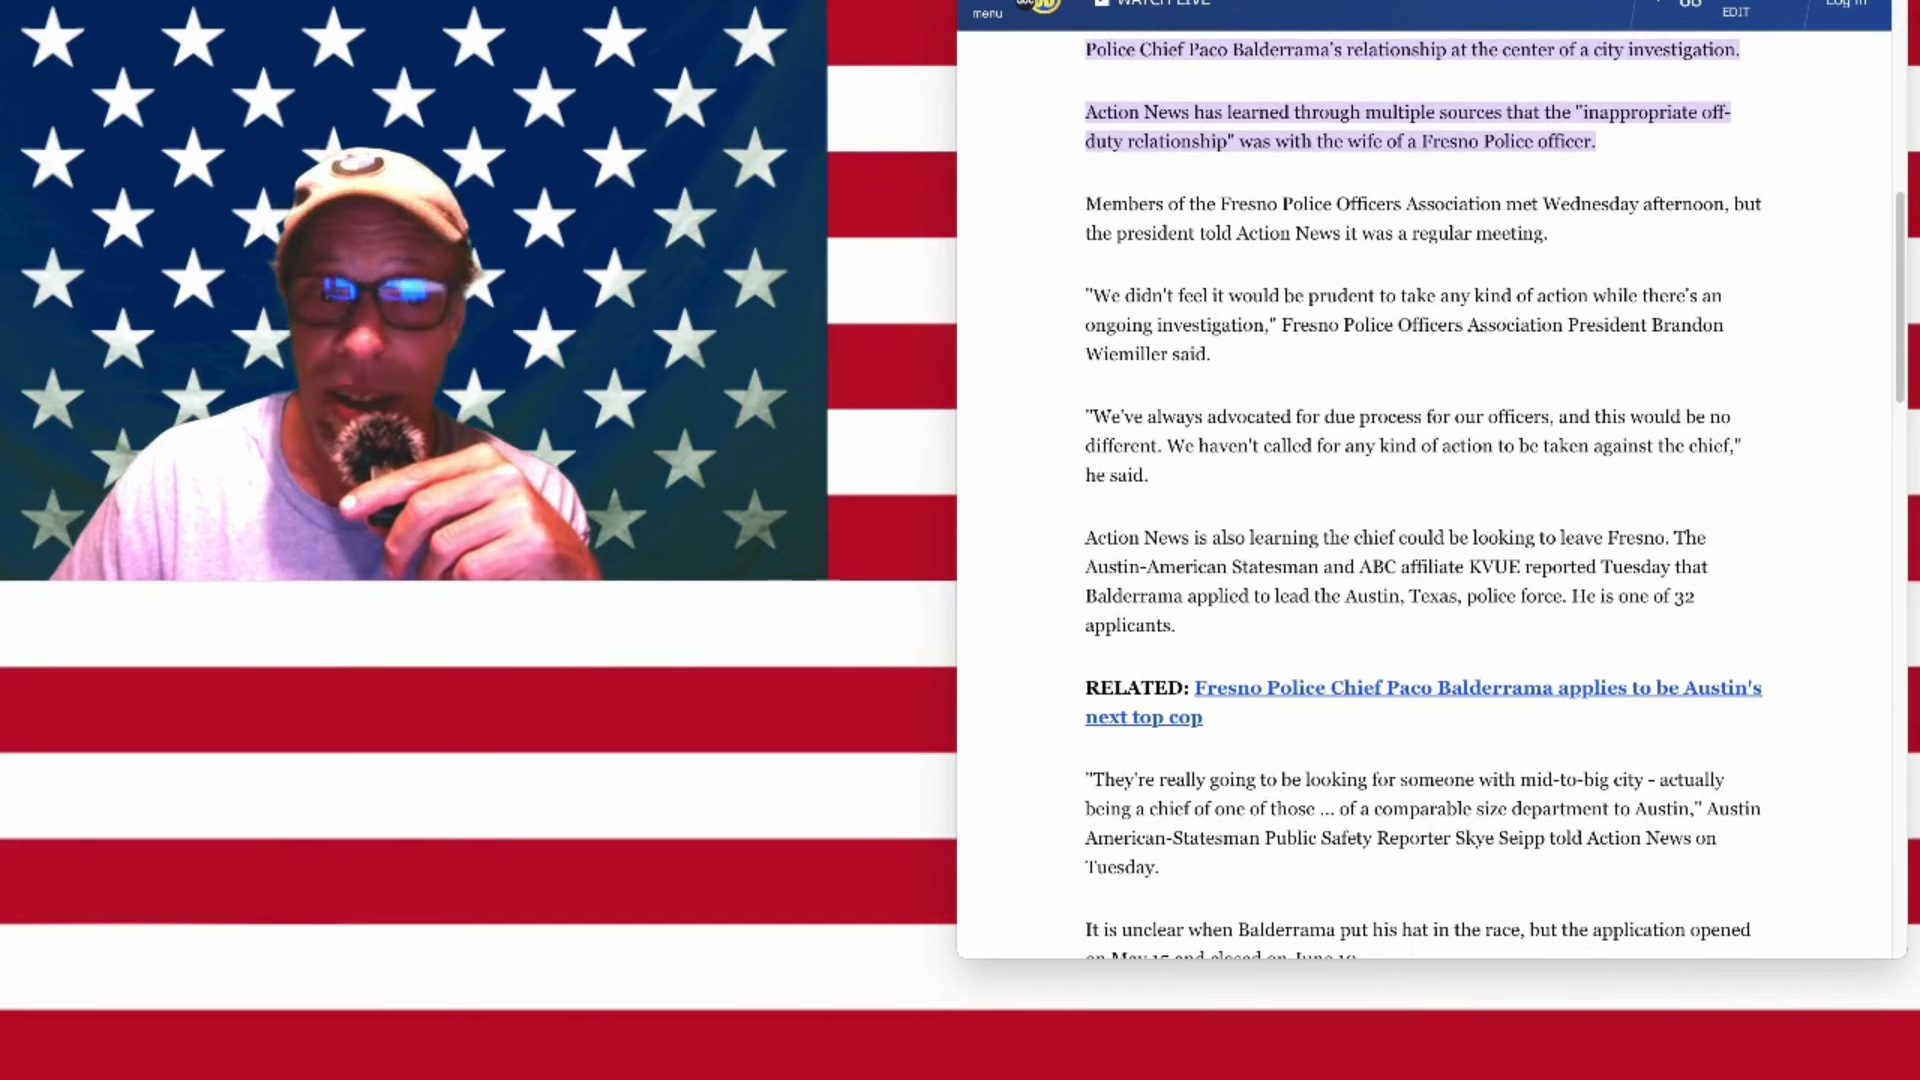 menu
WATCH LIVE
EDIT
Log In
Police Chief Paco Balderrama's relationship at the center of a city investigation.
Action News has learned through multiple sources that the "inappropriate off-
duty relationship" was with the wife of a Fresno Police officer.
Members of the Fresno Police Officers Association met Wednesday afternoon, but
the president told Action News it was a regular meeting.
"We didn't feel it would be prudent to take any kind of action while there's an
ongoing investigation," Fresno Police Officers Association President Brandon
Wiemiller said.
"We've always advocated for due process for our officers, and this would be no
different. We haven't called for any kind of action to be taken against the chief,"
he said.
Action News is also learning the chief could be looking to leave Fresno. The
Austin-American Statesman and ABC affiliate KVUE reported Tuesday that
Balderrama applied to lead the Austin, Texas, police force. He is one of 32
applicants.
RELATED: Fresno Police Chief Paco Balderrama applies to be Austin's
next top cop
"They're really going to be looking for someone with mid-to-big city - actually
being a chief of one of those ... of a comparable size department to Austin," Austin
American-Statesman Public Safety Reporter Skye Seipp told Action News on
Tuesday.
It is unclear when Balderrama put his hat in the race, but the application opened
on May 15 and closed on June